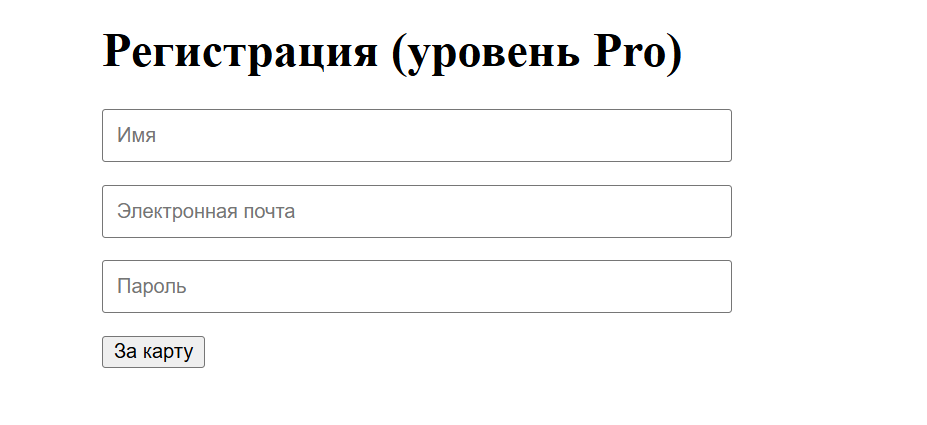 Регистрация (уровень Pro)
Имя
Электронная почта
Пароль
За карту